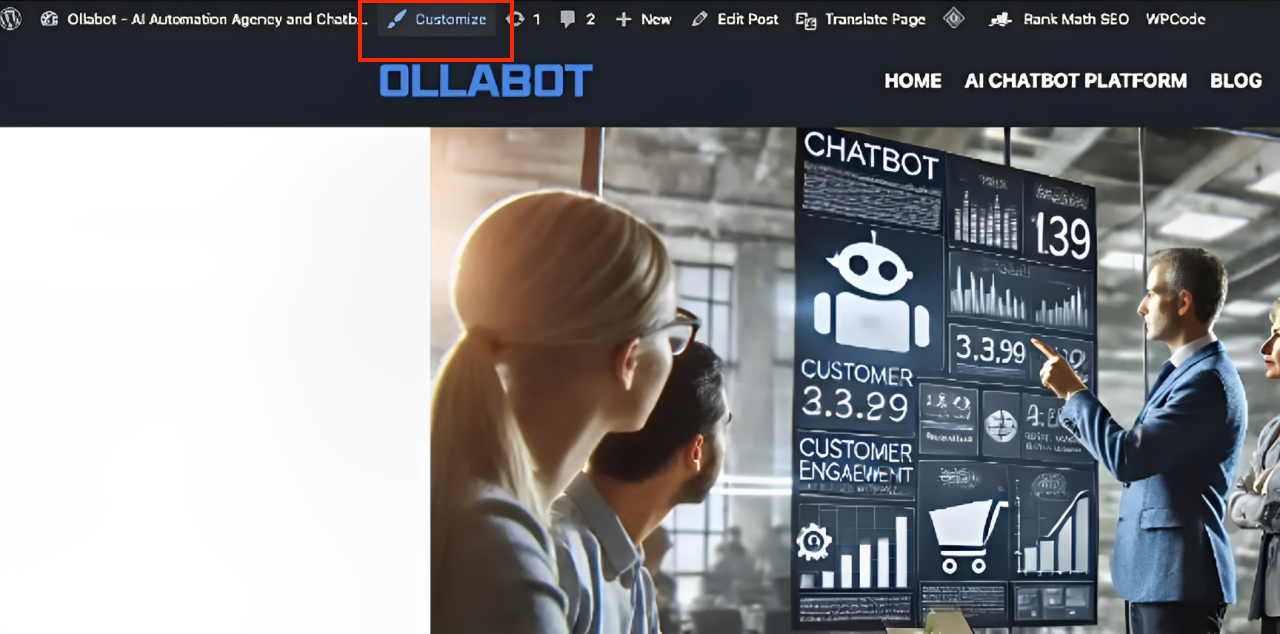 Ollabot – AI Automation Agency and Chatb... Customize 1 2 New Edit Post Translate Page Rank Math SEO WPCode
OLLABOT
HOME AI CHATBOT PLATFORM BLOG
CHATBOT
1.39
3.3.99
CUSTOMER
3.3.29
CUSTOMER
ENGAEWENT